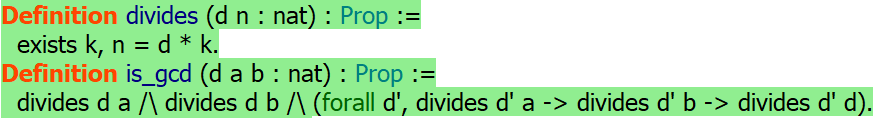 Definition divides (d n : nat) : Prop :=
exists k, n = d * k.
Definition is_gcd (d a b : nat) : Prop :=
divides d a /\ divides d b /\ (forall d', divides d' a -> divides d' b -> divides d' d).